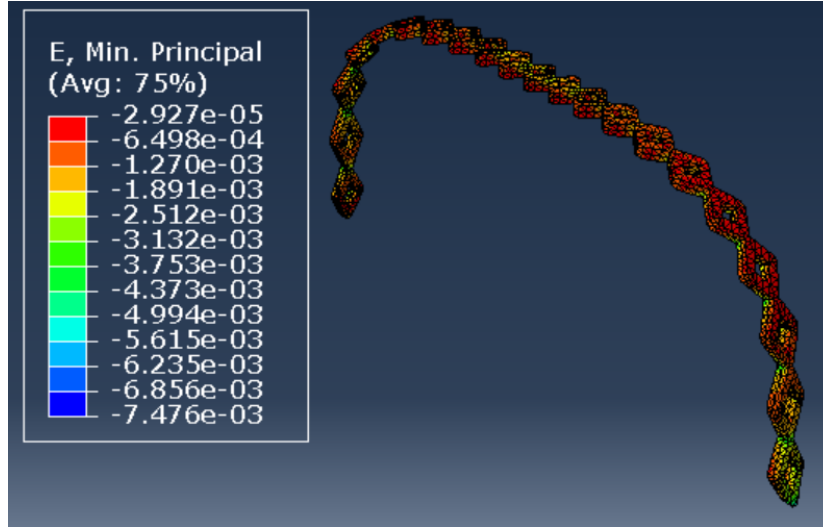 E, Min. Principal
(Avg: 75%)
-2.927e-05
-6.498e-04
-1.270e-03
-1.891e-03
-2.512e-03
-3.132e-03
-3.753e-03
-4.373e-03
-4.994e-03
-5.615e-03
-6.235e-03
-6.856e-03
-7.476e-03